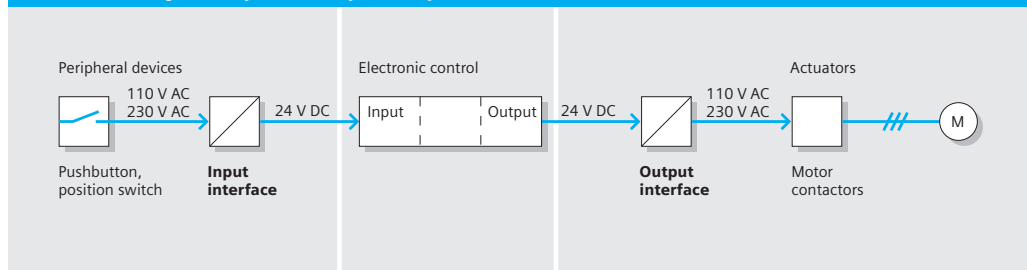 Peripheral devices
Electronic control
Actuators
110 V AC
230 V AC
24 V DC
Input
Output
24 V DC
110 V AC
230 V AC
M
Pushbutton,
position switch
Input
interface
Output
interface
Motor
contactors